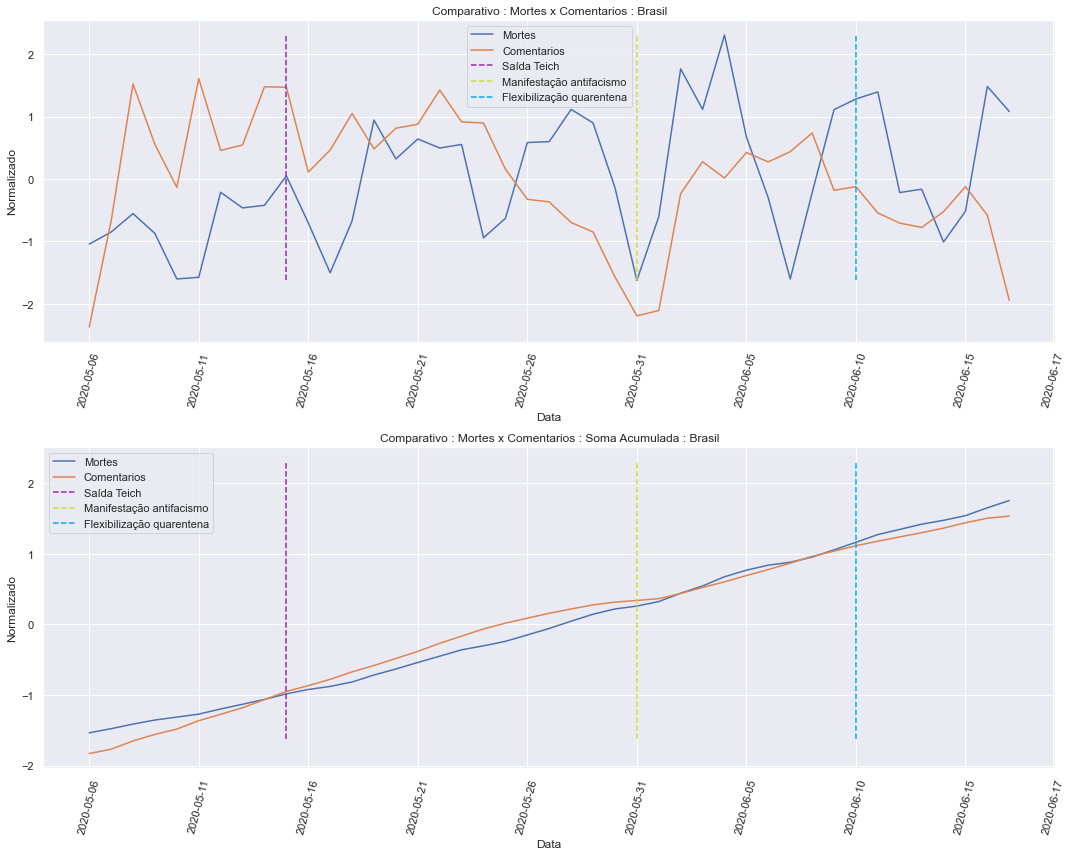 Comparativo : Mortes x Comentarios : Brasil
Mortes
Comentarios
Saída Teich
Manifestação antifacismo
Flexibilização quarentena
Normalizado
2
1
0
−1
−2
2020-05-06
2020-05-11
2020-05-16
2020-05-21
2020-05-26
2020-05-31
2020-06-05
2020-06-10
2020-06-15
2020-06-17
Data
Comparativo : Mortes x Comentarios : Soma Acumulada : Brasil
Mortes
Comentarios
Saída Teich
Manifestação antifacismo
Flexibilização quarentena
Normalizado
2
1
0
−1
−2
2020-05-06
2020-05-11
2020-05-16
2020-05-21
2020-05-26
2020-05-31
2020-06-05
2020-06-10
2020-06-15
2020-06-17
Data